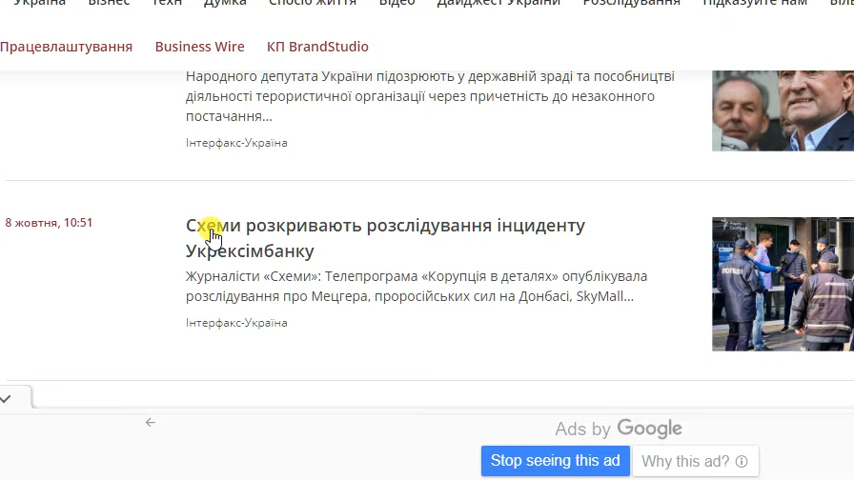 Україна Бізнес Техн Думка Спосіб життя Відео Дайджест України Розслідування Підказуйте нам
Працевлаштування Business Wire КП BrandStudio
Народного депутата України підозрюють у державній зраді та пособництві
діяльності терористичної організації через причетність до незаконного
постачання...
Інтерфакс-Україна
8 жовтня, 10:51
Схеми розкривають розслідування інциденту
Укрексімбанку
Журналісти «Схеми»: Телепрограма «Корупція в деталях» опублікувала
розслідування про Мецгера, проросійських сил на Донбасі, SkyMall...
Інтерфакс-Україна
Ads by Google
Stop seeing this ad Why this ad?